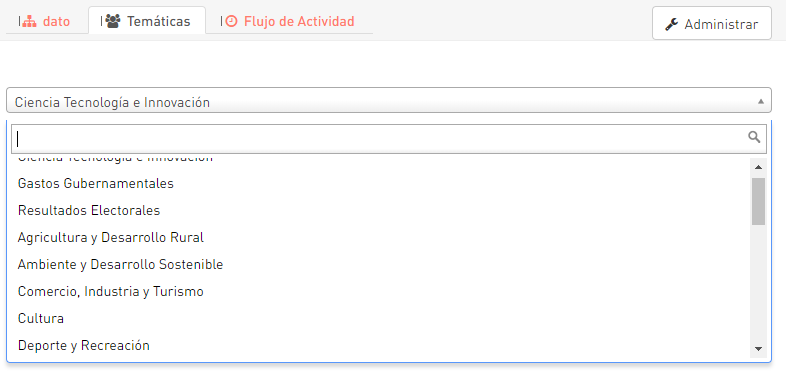 dato
Temáticas
Flujo de Actividad
Administrar
Ciencia Tecnología e Innovación
Ciencia Tecnología e Innovación
Gastos Gubernamentales
Resultados Electorales
Agricultura y Desarrollo Rural
Ambiente y Desarrollo Sostenible
Comercio, Industria y Turismo
Cultura
Deporte y Recreación